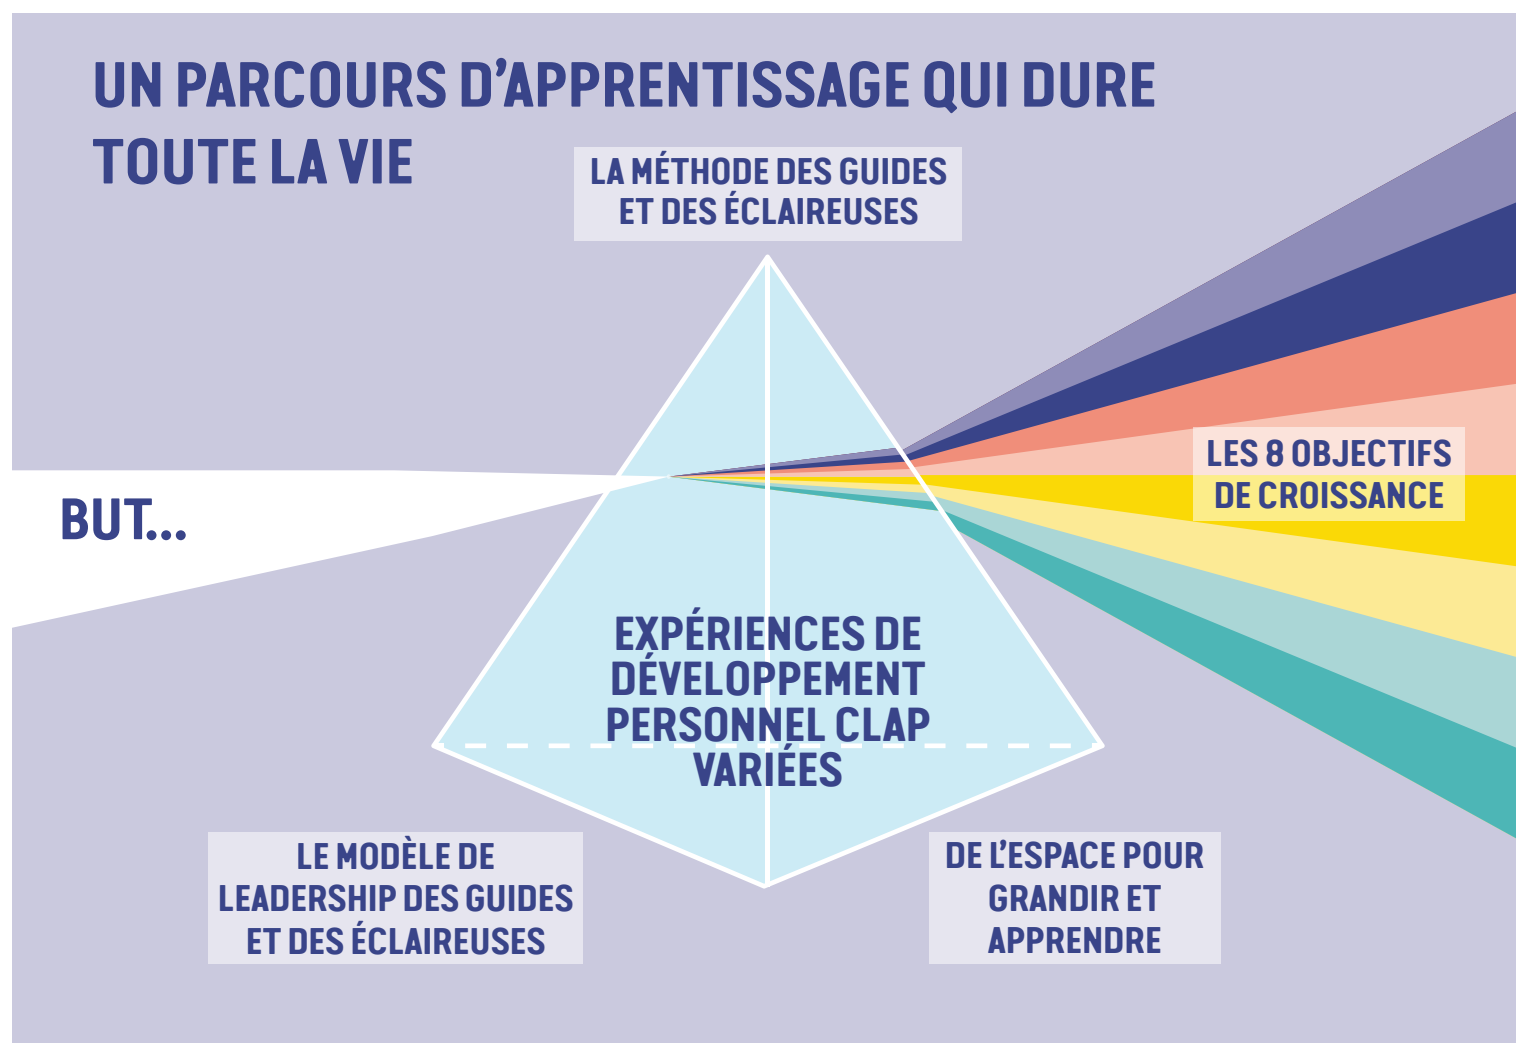 UN PARCOURS D’APPRENTISSAGE QUI DURE
TOUTE LA VIE
LA MÉTHODE DES GUIDES
ET DES ÉCLAIREUSES
BUT...
LES 8 OBJECTIFS
DE CROISSANCE
EXPÉRIENCES DE
DÉVELOPPEMENT
PERSONNEL CLAP
VARIÉES
LE MODÈLE DE
LEADERSHIP DES GUIDES
ET DES ÉCLAIREUSES
DE L’ESPACE POUR
GRANDIR ET
APPRENDRE